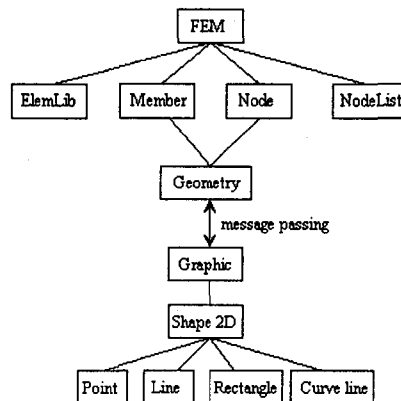 FEM
ElemLib
Member
Node
NodeList
Geometry
message passing
Graphic
Shape 2D
Point
Line
Rectangle
Curve line